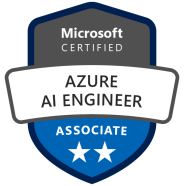 Microsoft
CERTIFIED
AZURE
AI ENGINEER
ASSOCIATE